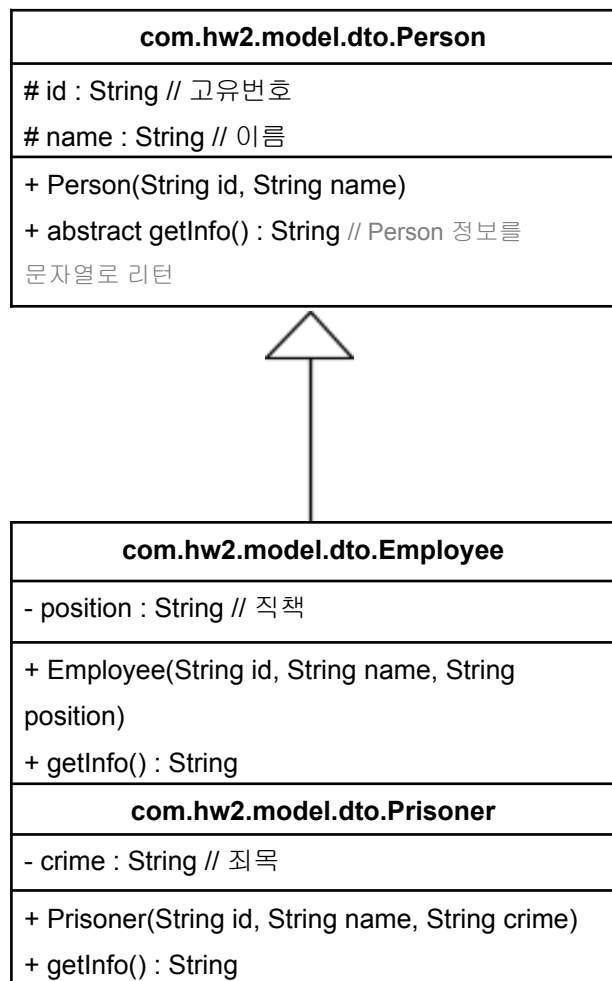 com.hw2.model.dto.Person
# id : String // 고유번호
# name : String // 이름
+ Person(String id, String name)
+ abstract getInfo() : String // Person 정보를
문자열로 리턴
com.hw2.model.dto.Employee
- position : String // 직책
+ Employee(String id, String name, String
position)
+ getInfo() : String
com.hw2.model.dto.Prisoner
- crime : String // 죄목
+ Prisoner(String id, String name, String crime)
+ getInfo() : String